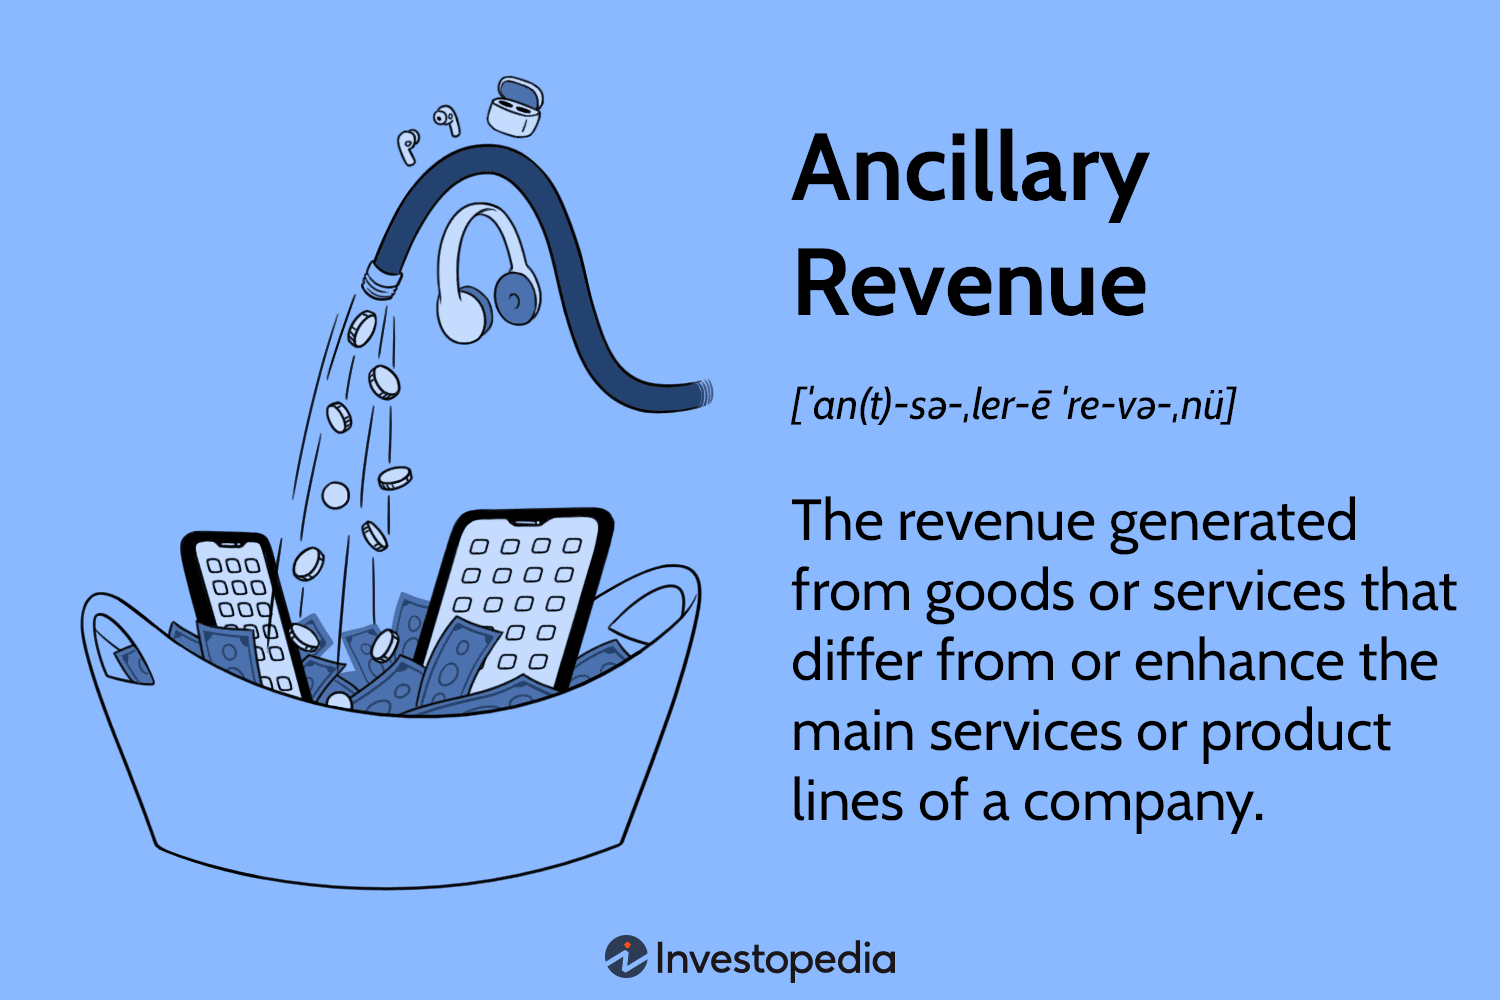 Ancillary
Revenue
[ˈan(t)-sə-ˌler-ē ˈre-və-ˌnü]
The revenue generated
from goods or services that
differ from or enhance the
main services or product
lines of a company.
Investopedia